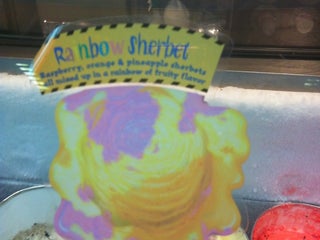 Rainbow Sherbet
Raspberry, orange & pineapple sherbets
all mixed up in a rainbow of fruity flavor